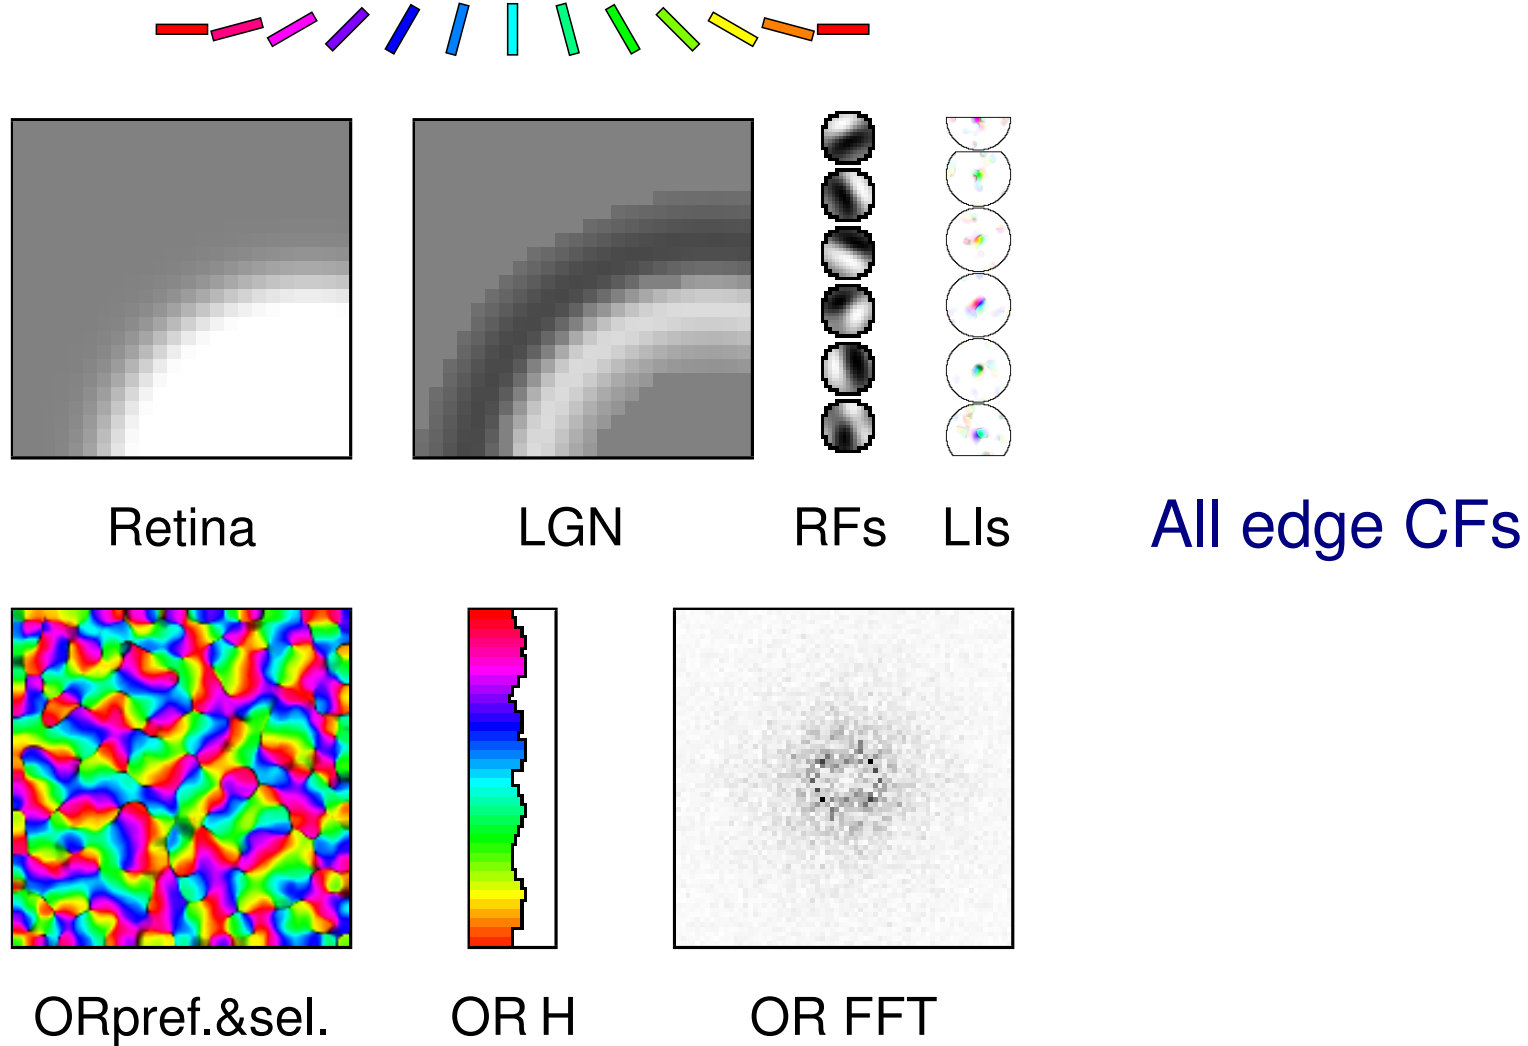 Retina LGN RFs LIs
All edge CFs
ORpref.&sel. OR H OR FFT